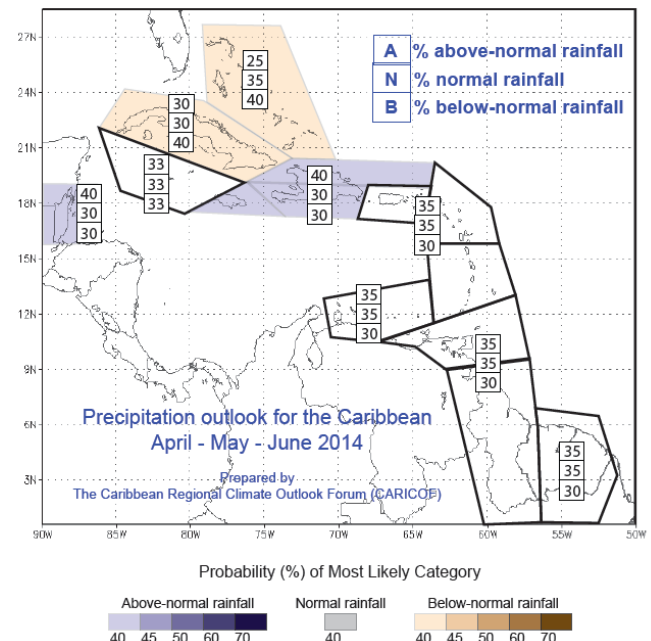 27N
24N
21N
18N
15N
12N
9N
6N
3N
A % above-normal rainfall
N % normal rainfall
B % below-normal rainfall
25
35
40
30
30
40
33
33
33
40
30
30
40
30
30
35
35
30
35
35
30
35
35
30
35
35
30
Precipitation outlook for the Caribbean
April - May - June 2014
Prepared by
The Caribbean Regional Climate Outlook Forum (CARICOF)
90W 85W 80W 75W 70W 65W 60W 55W 50W
Probability (%) of Most Likely Category
Above-normal rainfall Normal rainfall Below-normal rainfall
40 45 50 60 70 40 40 45 50 60 70